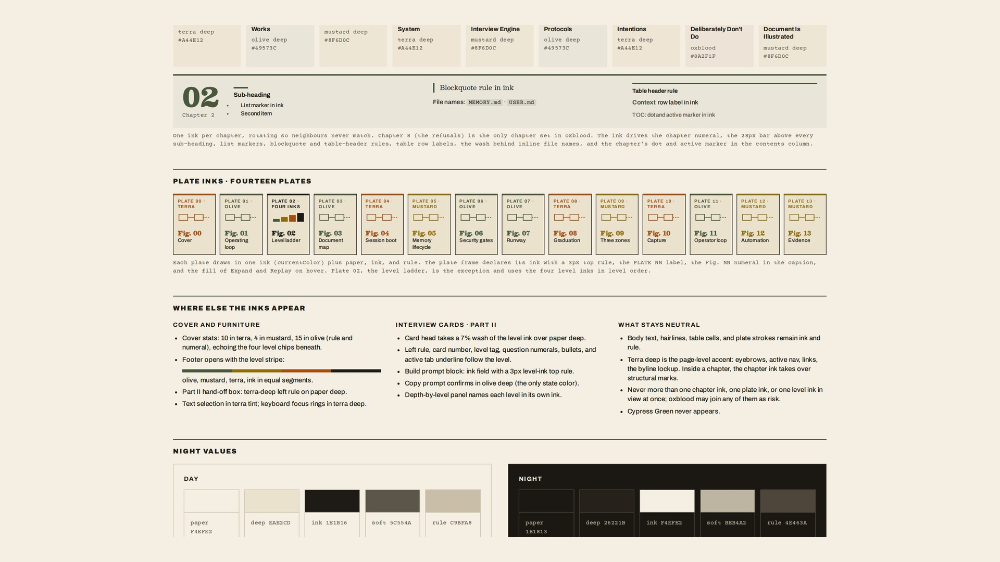 terra deep
#A44E12
Works
olive deep
#49573C
mustard deep
#8F6D0C
System
terra deep
#A44E12
Interview Engine
mustard deep
#8F6D0C
Protocols
olive deep
#49573C
Intentions
terra deep
#A44E12
Deliberately Don't
Do
oxblood
#8A2F1F
Document Is
Illustrated
mustard deep
#8F6D0C
02
Chapter 2
Sub-heading
• List marker in ink
• Second item
Blockquote rule in ink
File names: MEMORY.md · USER.md
Table header rule
Context row label in ink
TOC: dot and active marker in ink
One ink per chapter, rotating so neighbours never match. Chapter 8 (the refusals) is the only chapter set in oxblood. The ink drives the chapter numeral, the 28px bar above every
sub-heading, list markers, blockquote and table-header rules, table row labels, the wash behind inline file names, and the chapter's dot and active marker in the contents column.
PLATE INKS · FOURTEEN PLATES
PLATE 00 ·
TERRA
Fig. 00
Cover
PLATE 01 ·
OLIVE
Fig. 01
Operating
loop
PLATE 02 ·
FOUR INKS
Fig. 02
Level ladder
PLATE 03 ·
OLIVE
Fig. 03
Document
map
PLATE 04 ·
TERRA
Fig. 04
Session boot
PLATE 05 ·
MUSTARD
Fig. 05
Memory
lifecycle
PLATE 06 ·
OLIVE
Fig. 06
Security gates
PLATE 07 ·
OLIVE
Fig. 07
Runway
PLATE 08 ·
TERRA
Fig. 08
Graduation
PLATE 09 ·
MUSTARD
Fig. 09
Three zones
PLATE 10 ·
TERRA
Fig. 10
Capture
PLATE 11 ·
OLIVE
Fig. 11
Operator loop
PLATE 12 ·
MUSTARD
Fig. 12
Automation
PLATE 13 ·
MUSTARD
Fig. 13
Evidence
Each plate draws in one ink (currentColor) plus paper, ink, and rule. The plate frame declares its ink with a 3px top rule, the PLATE NN label, the Fig. NN numeral in the caption,
and the fill of Expand and Replay on hover. Plate 02, the level ladder, is the exception and uses the four level inks in level order.
WHERE ELSE THE INKS APPEAR
COVER AND FURNITURE
• Cover stats: 10 in terra, 4 in mustard, 15 in olive (rule and
numeral), echoing the four level chips beneath.
• Footer opens with the level stripe:
olive, mustard, terra, ink in equal segments.
• Part II hand-off box: terra-deep left rule on paper deep.
• Text selection in terra tint; keyboard focus rings in terra deep.
INTERVIEW CARDS · PART II
• Card head takes a 7% wash of the level ink over paper deep.
• Left rule, card number, level tag, question numerals, bullets, and
active tab underline follow the level.
• Build prompt block: ink field with a 3px level-ink top rule.
• Copy prompt confirms in olive deep (the only state color).
• Depth-by-level panel names each level in its own ink.
WHAT STAYS NEUTRAL
• Body text, hairlines, table cells, and plate strokes remain ink and
rule.
• Terra deep is the page-level accent: eyebrows, active nav, links,
the byline lockup. Inside a chapter, the chapter ink takes over
structural marks.
• Never more than one chapter ink, one plate ink, or one level ink in
view at once; oxblood may join any of them as risk.
• Cypress Green never appears.
NIGHT VALUES
DAY
paper
F4EFE2
deep EAE2CD
ink 1E1B16
soft 5C554A
rule C9BFA8
NIGHT
paper
1B1813
deep 26221B
ink F4EFE2
soft BEB4A2
rule 4E463A